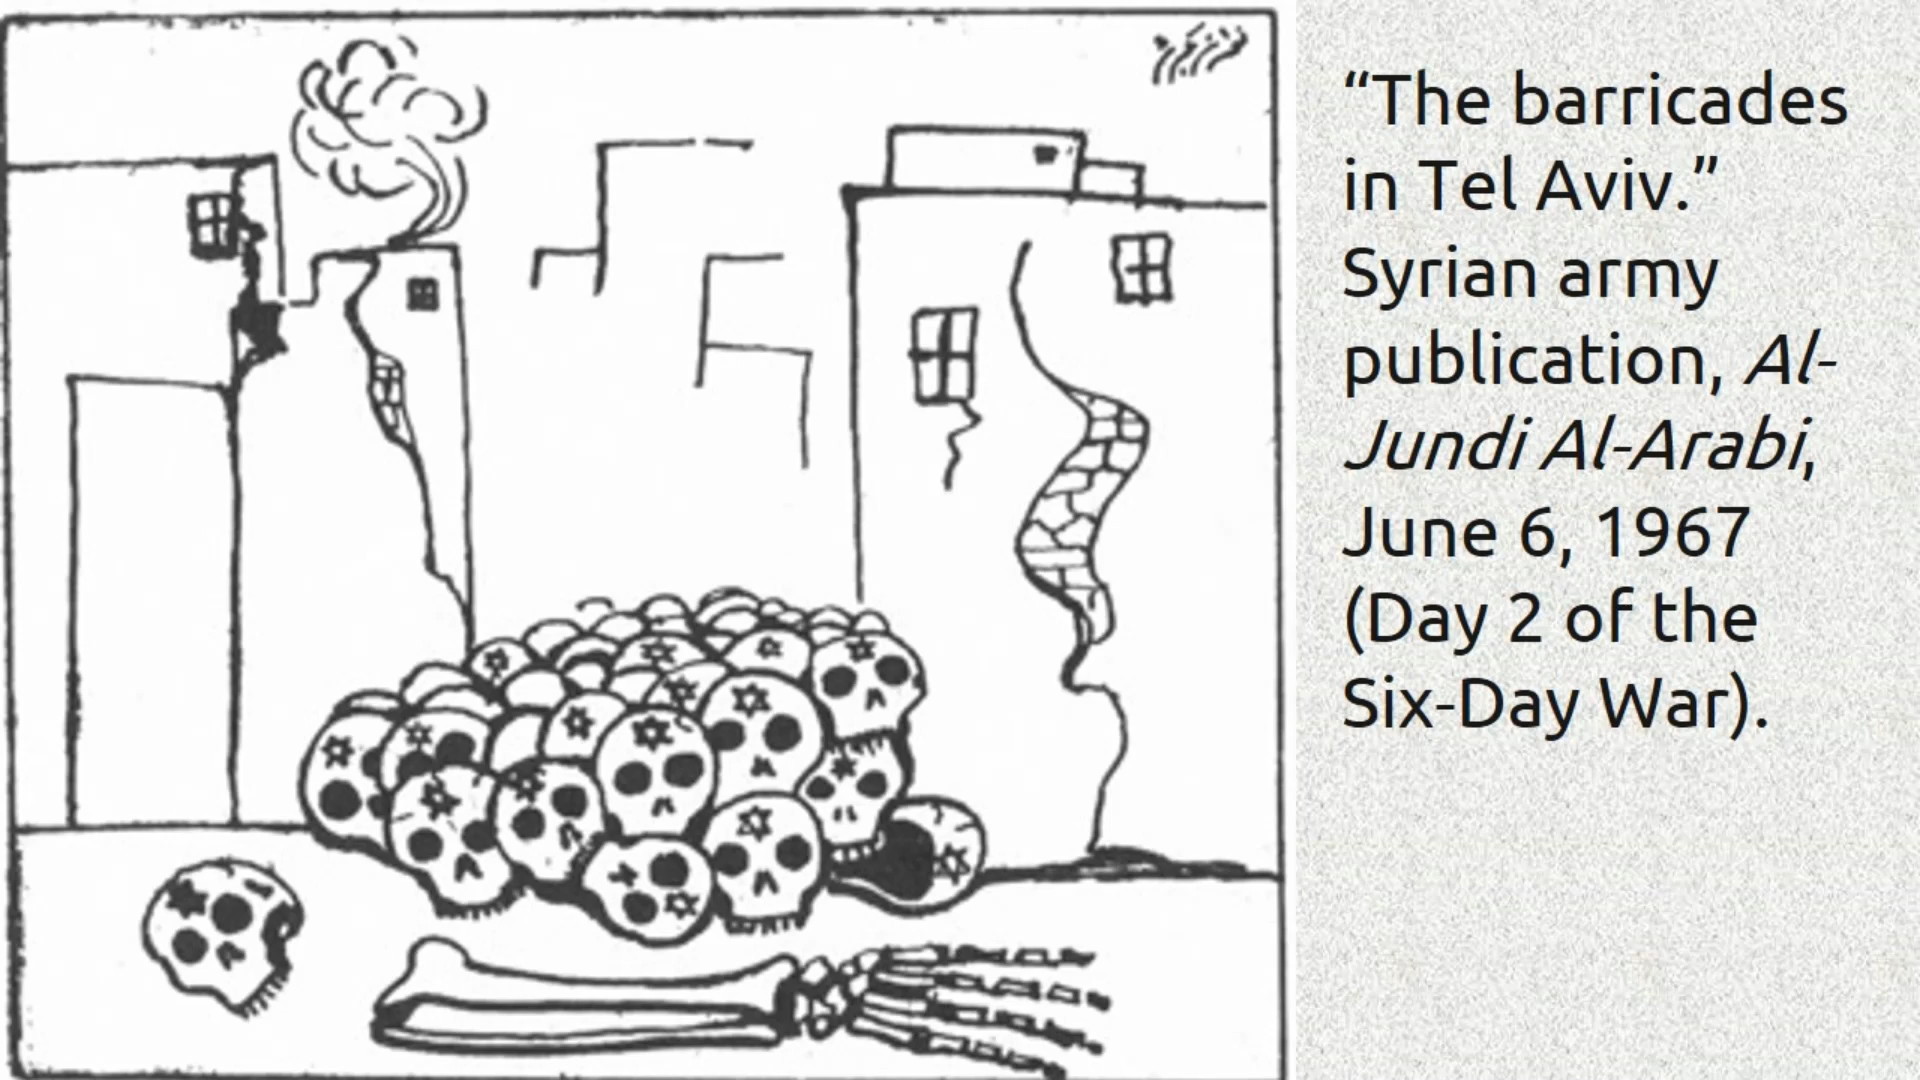 “The barricades
in Tel Aviv.”
Syrian army
publication, Al-
Jundi Al-Arabi,
June 6, 1967
(Day 2 of the
Six-Day War).